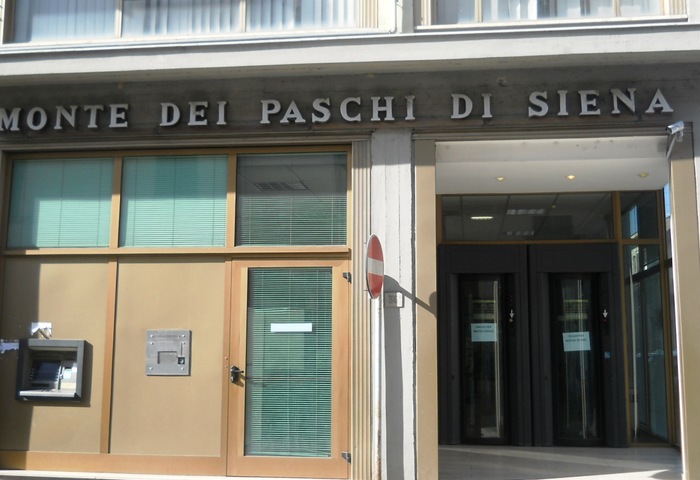 MONTE DEI PASCHI DI SIENA